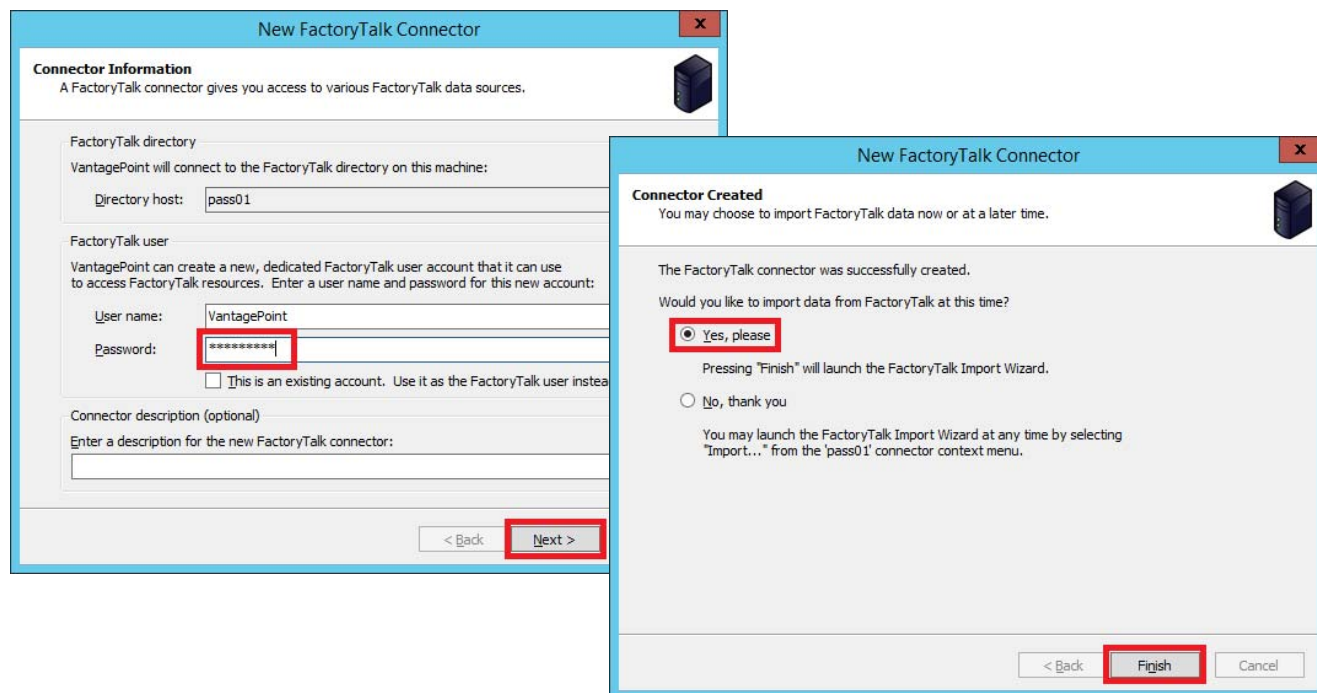 New FactoryTalk Connector
x
Connector Information
A FactoryTalk connector gives you access to various FactoryTalk data sources.
FactoryTalk directory
VantagePoint will connect to the FactoryTalk directory on this machine:
Directory host: pass01
FactoryTalk user
VantagePoint can create a new, dedicated FactoryTalk user account that it can use
to access FactoryTalk resources. Enter a user name and password for this new account:
User name: VantagePoint
Password: *********
This is an existing account. Use it as the FactoryTalk user
Connector description (optional)
Enter a description for the new FactoryTalk connector:
< Back Next >
New FactoryTalk Connector
x
Connector Created
You may choose to import FactoryTalk data now or at a later time.
The FactoryTalk connector was successfully created.
Would you like to import data from FactoryTalk at this time?
Yes, please
Pressing "Finish" will launch the FactoryTalk Import Wizard.
No, thank you
You may launch the FactoryTalk Import Wizard at any time by selecting
"Import..." from the 'pass01' connector context menu.
< Back Finish Cancel